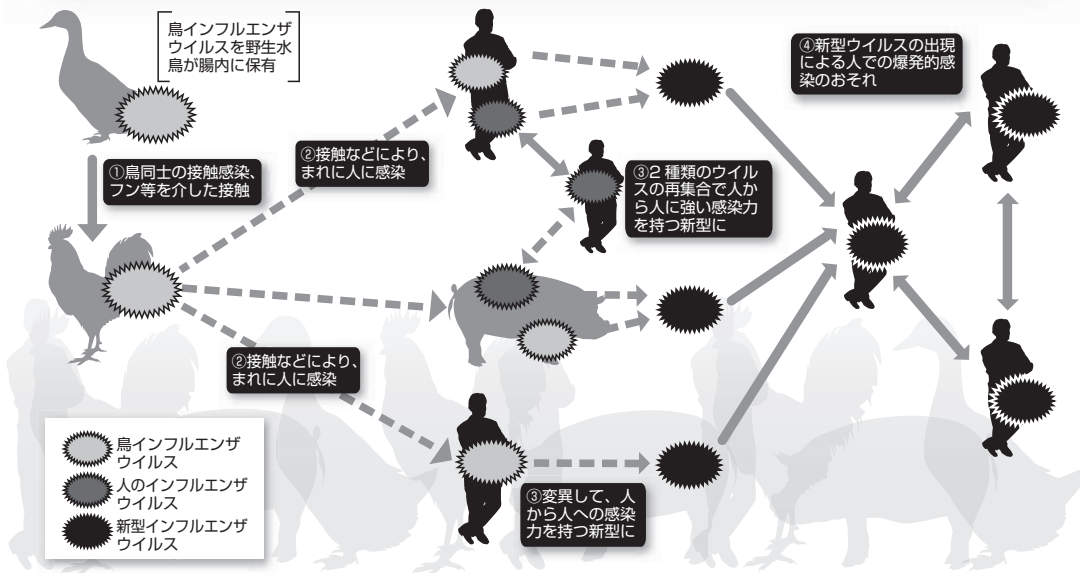 鳥インフルエンザ
ウイルスを野生水
鳥が腸内に保有
①鳥同士の接触感染、
フン等を介した接触
②接触などにより、
まれに人に感染
③2種類のウイル
スの再集合で人か
ら人に強い感染力
を持つ新型に
④新型ウイルスの出現
による人での爆発的感
染のおそれ
②接触などにより、
まれに人に感染
③変異して、人
から人への感染
力を持つ新型に
鳥インフルエンザ
ウイルス
人のインフルエンザ
ウイルス
新型インフルエンザ
ウイルス